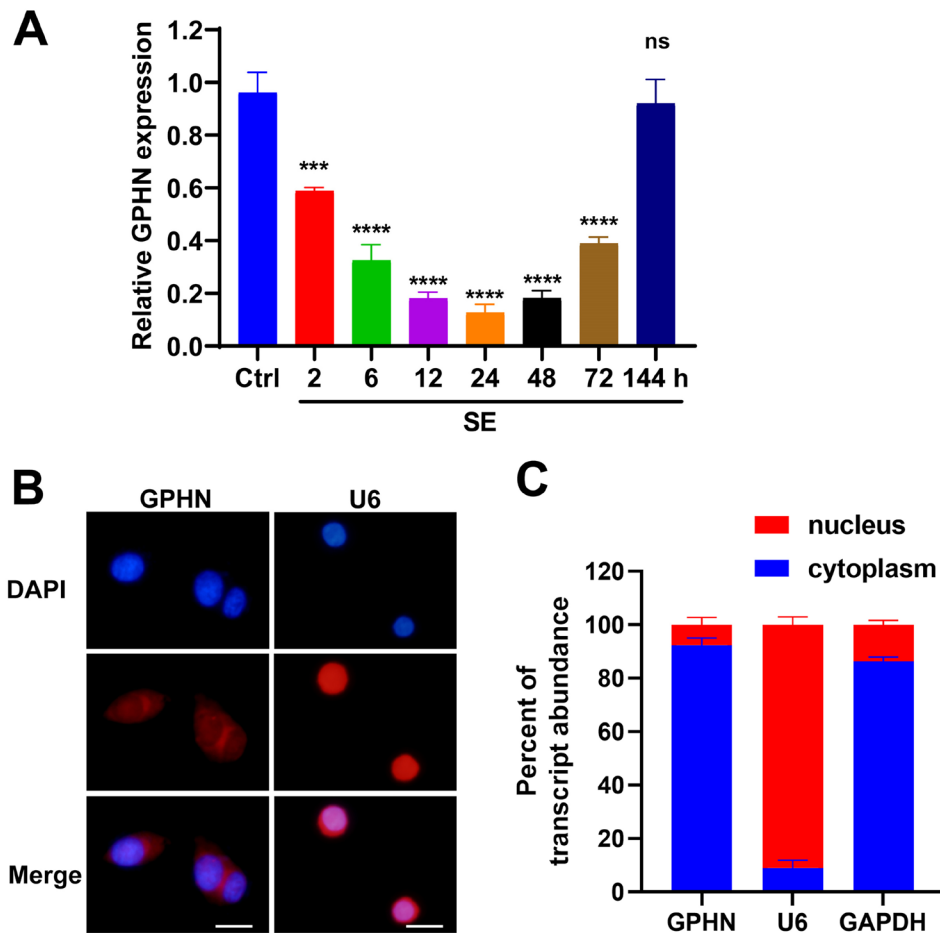 A
Relative GPHN expression
1.2
1.0
0.8
0.6
0.4
0.2
0.0
***
****
****
****
****
****
ns
Ctrl 2 6 12 24 48 72 144 h
SE
B
GPHN U6
DAPI
Merge
C
nucleus
cytoplasm
Percent of
transcript abundance
120
100
80
60
40
20
0
GPHN U6 GAPDH